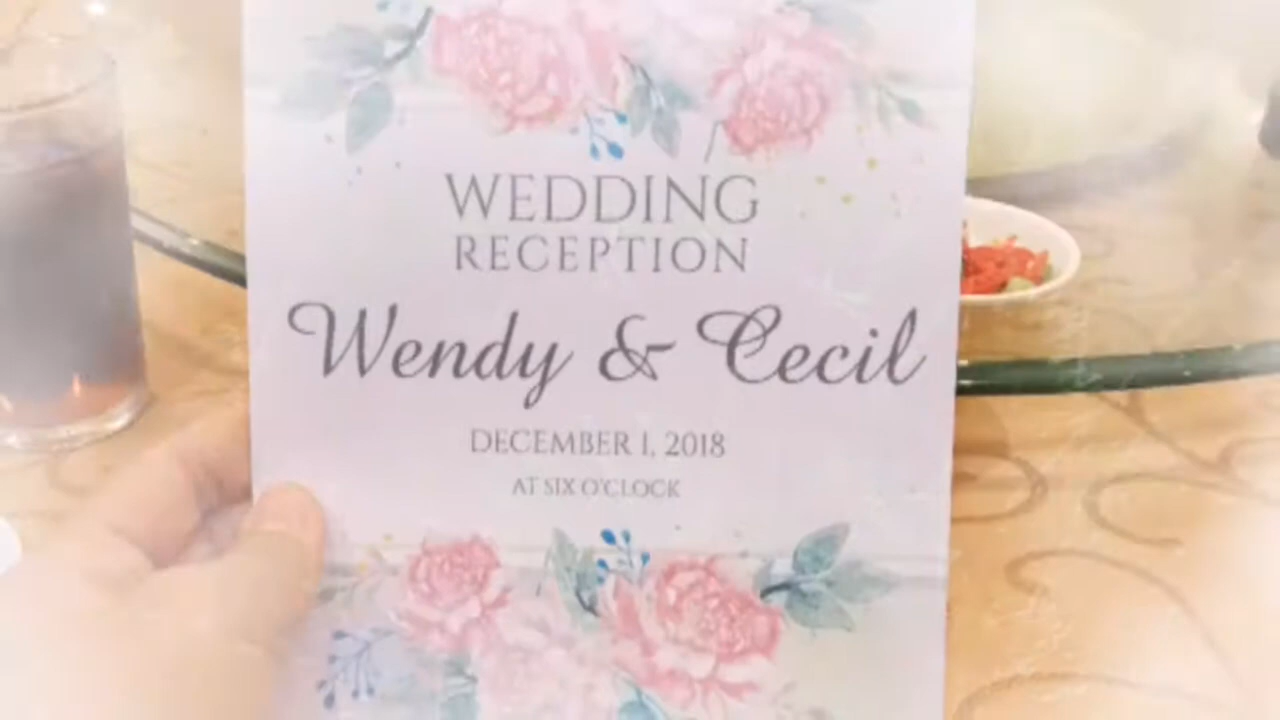 WEDDING
RECEPTION
Wendy & Cecil
DECEMBER 1, 2018
AT SIX O'CLOCK